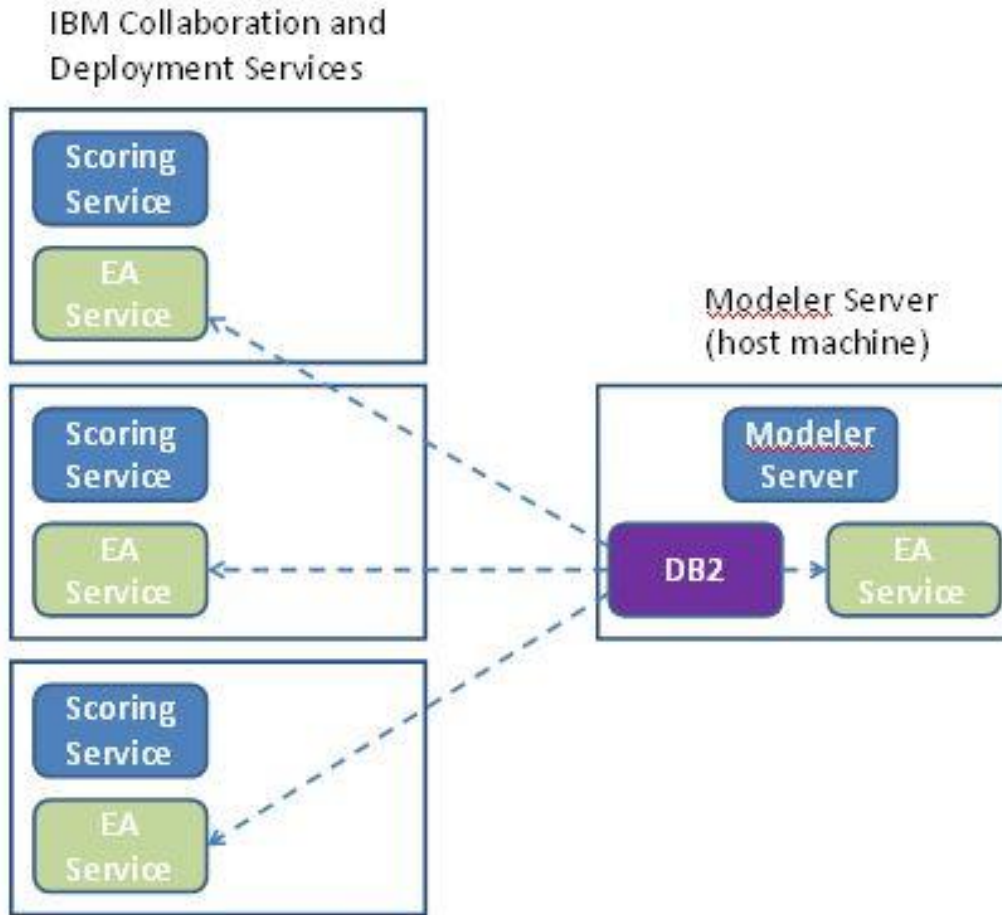 IBM Collaboration and
Deployment Services
Scoring
Service
EA
Service
Scoring
Service
EA
Service
Scoring
Service
EA
Service
Modeler Server
(host machine)
Modeler
Server
DB2
EA
Service